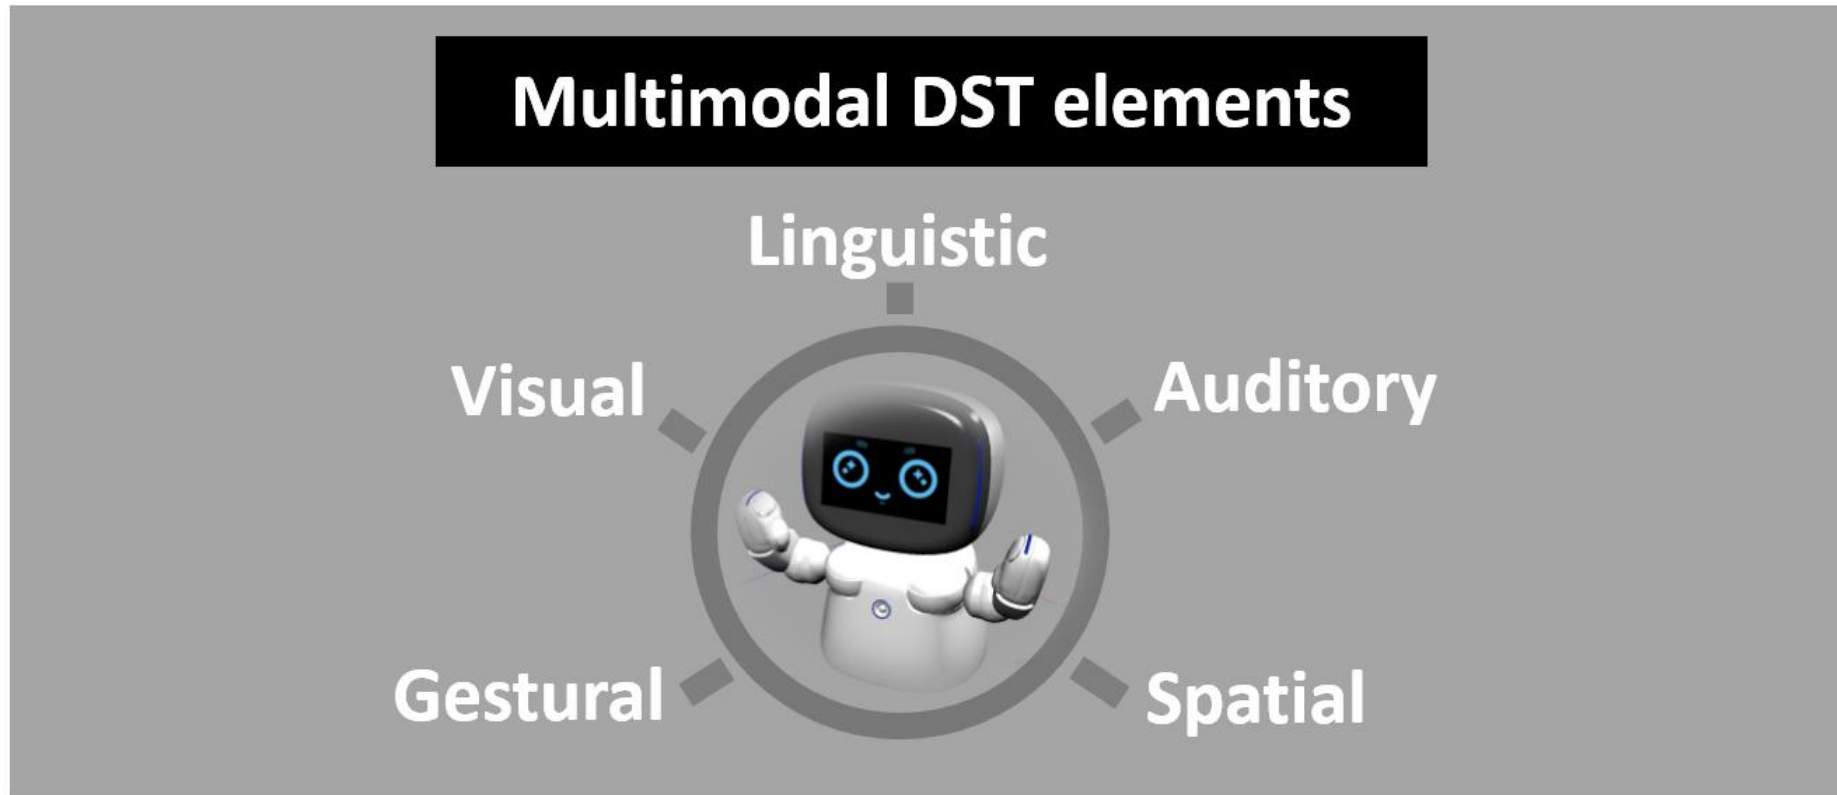 Multimodal DST elements
Linguistic
Visual
Auditory
Gestural
Spatial